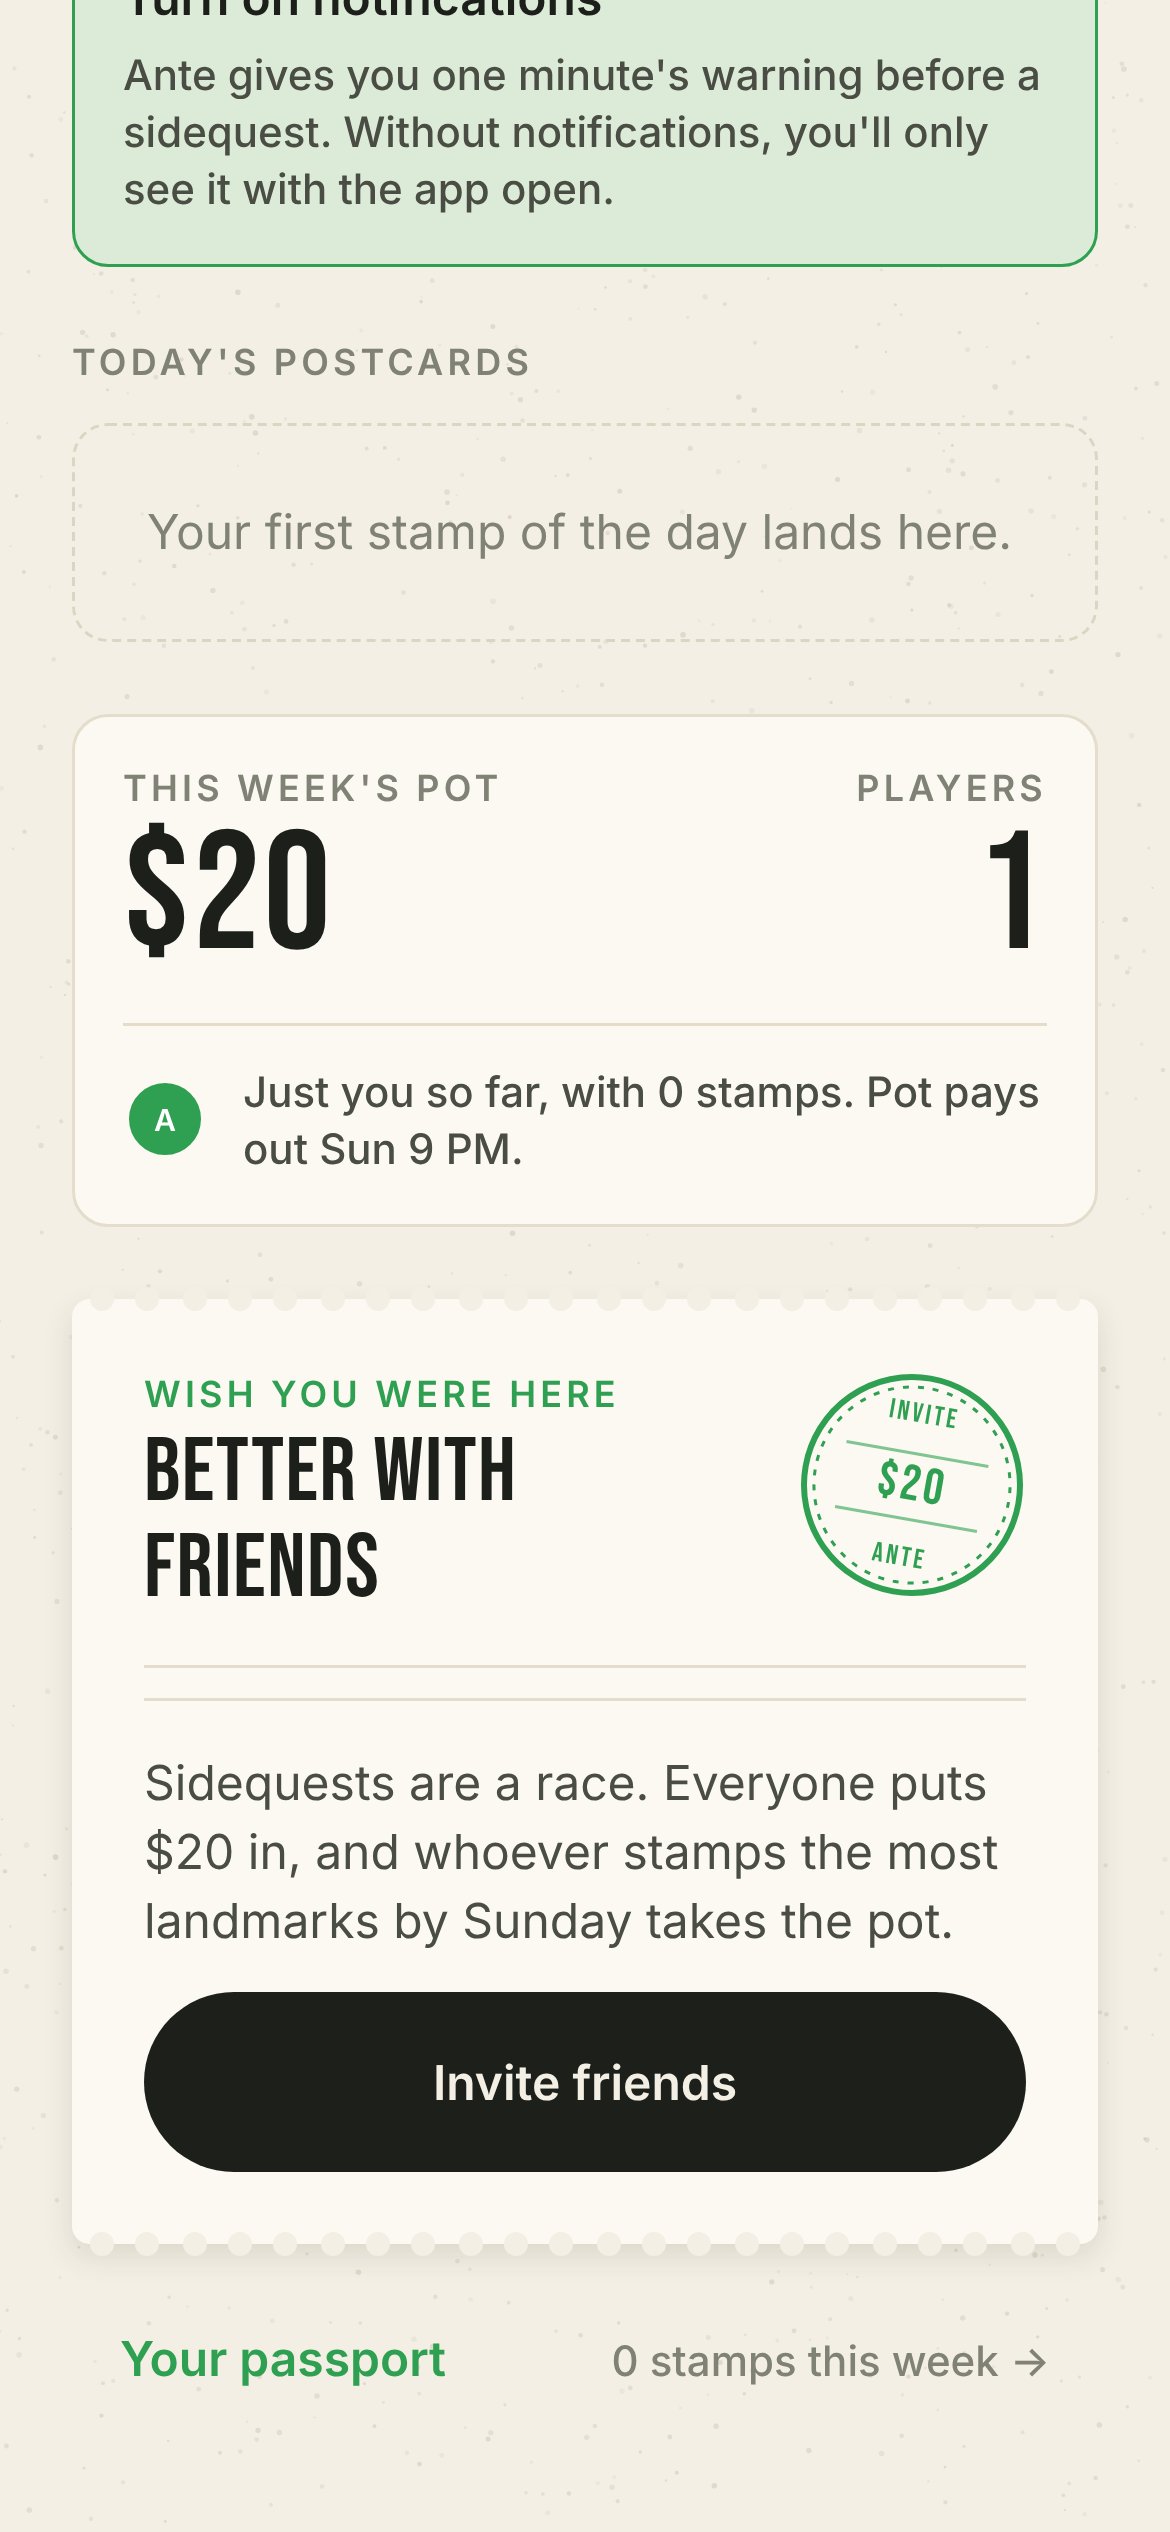 Turn on notifications
Ante gives you one minute's warning before a
sidequest. Without notifications, you'll only
see it with the app open.
TODAY'S POSTCARDS
Your first stamp of the day lands here.
THIS WEEK'S POT
PLAYERS
$20
1
A
Just you so far, with 0 stamps. Pot pays
out Sun 9 PM.
WISH YOU WERE HERE
BETTER WITH
FRIENDS
INVITE
$20
ANTE
Sidequests are a race. Everyone puts
$20 in, and whoever stamps the most
landmarks by Sunday takes the pot.
Invite friends
Your passport
0 stamps this week →